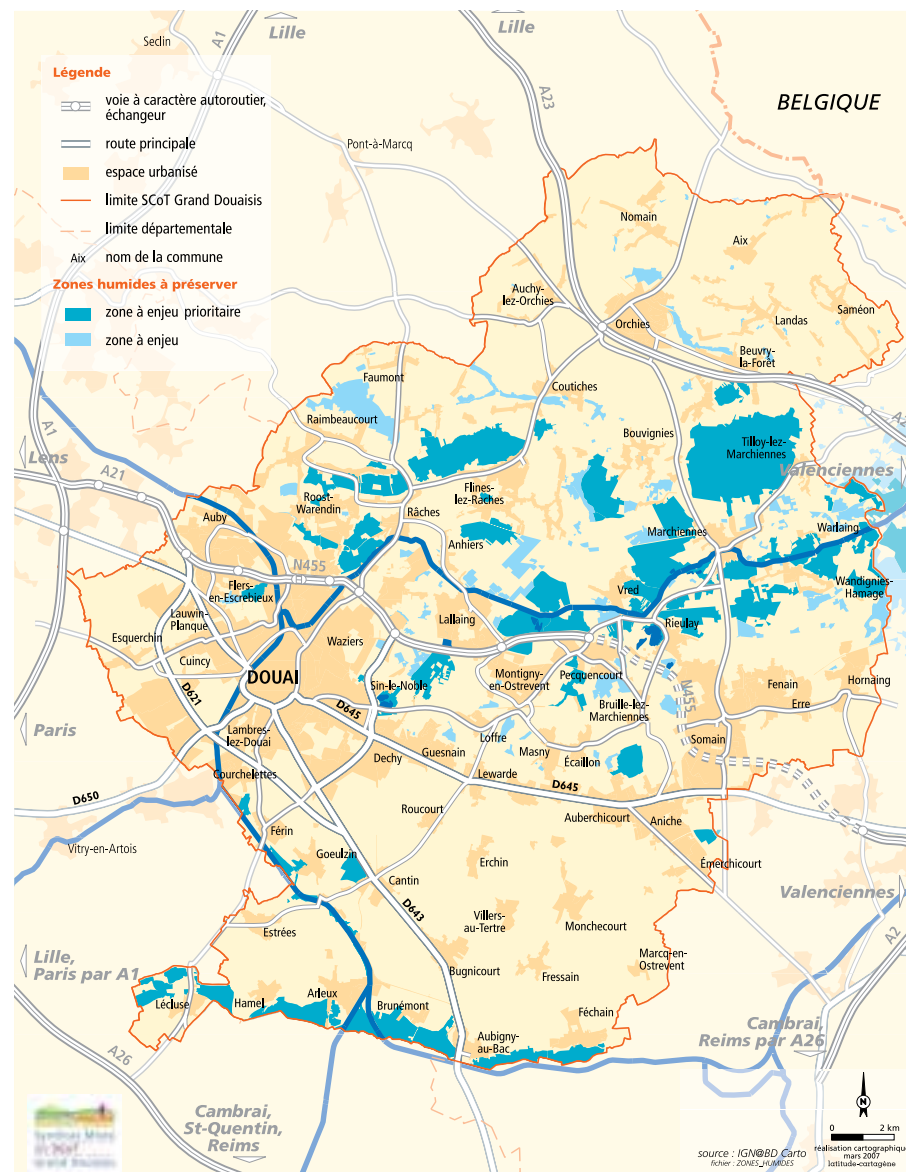 Légende
voie à caractère autoroutier,
échangeur
route principale
espace urbanisé
limite SCoT Grand Douaisis
limite départementale
Aix
nom de la commune
Zones humides à préserver
zone à enjeu prioritaire
zone à enjeu
Lille
Lille
A1
A23
Seclin
BELGIQUE
Pont-à-Marcq
Nomain
Aix
Auchy-
lez-Orchies
Orchies
Landas
Saméon
Beuvry-
la-Forêt
Faumont
Coutiches
Raimbeaucourt
Bouvignies
Tilloy-lez-
Marchiennes
A1
Lens
A21
Valenciennes
Roost-
Warendin
Flines-
lez-Raches
Auby
Râches
Anhiers
Marchiennes
Warlaing
N455
Flers-
en-Escrebieux
Vred
Wandignies-
Hamage
Lauwin-
Planque
Lallaing
Rieulay
Esquerchin
Waziers
Cuincy
DOUAI
Sin-le-Noble
Montigny-
en-Ostrevent
Pecquencourt
Fenain
Hornaing
D621
N455
Bruille-lez-
Marchiennes
Erre
D645
Paris
Lambres-
lez-Douai
Loffre
Somain
Guesnain
Masny
Dechy
Écaillon
Courchelettes
Lewarde
D645
D650
Roucourt
Auberchicourt
Aniche
Vitry-en-Artois
Férin
Goeulzin
Erchin
Émerchicourt
Cantin
Valenciennes
D643
Villers-
au-Tertre
Estrées
Monchecourt
A2
Lille,
Paris par A1
Bugnicourt
Marcq-en-
Ostrevent
Fressain
Lécluse
Hamel
Arleux
Brunémont
Féchain
Aubigny-
au-Bac
Cambrai,
Reims par A26
A26
Cambrai,
St-Quentin,
Reims
N
0 2 km
source : IGN@BD Carto
fichier : ZONES_HUMIDES
réalisation cartographique
mars 2007
latitude-cartagène